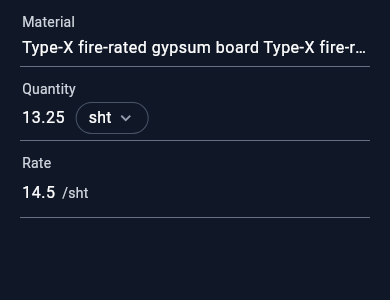 Material
Type-X fire-rated gypsum board Type-X fire-r…
Quantity
13.25 sht
Rate
14.5 /sht